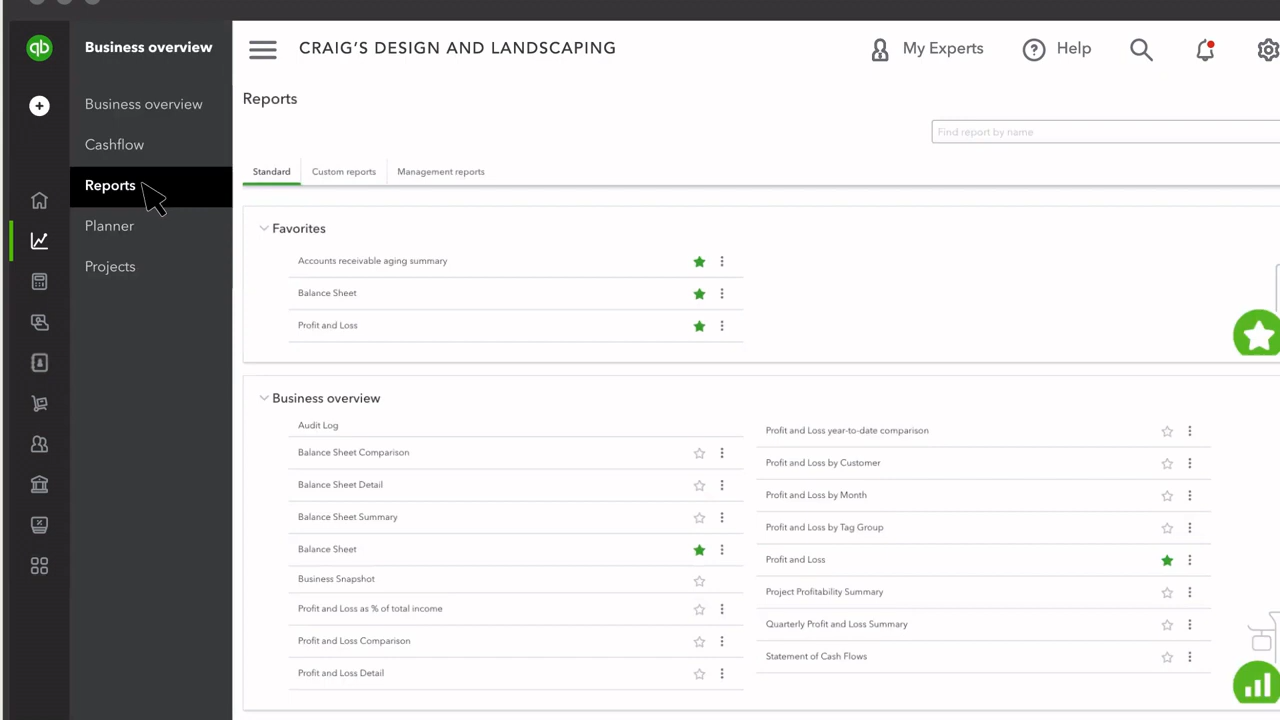 qb
Business overview
Business overview
Cashflow
Reports
Planner
Projects
CRAIG'S DESIGN AND LANDSCAPING
My Experts
Help
Reports
Find report by name
Standard
Custom reports
Management reports
Favorites
Accounts receivable aging summary
Balance Sheet
Profit and Loss
Business overview
Audit Log
Balance Sheet Comparison
Balance Sheet Detail
Balance Sheet Summary
Balance Sheet
Business Snapshot
Profit and Loss as % of total income
Profit and Loss Comparison
Profit and Loss Detail
Profit and Loss year-to-date comparison
Profit and Loss by Customer
Profit and Loss by Month
Profit and Loss by Tag Group
Profit and Loss
Project Profitability Summary
Quarterly Profit and Loss Summary
Statement of Cash Flows